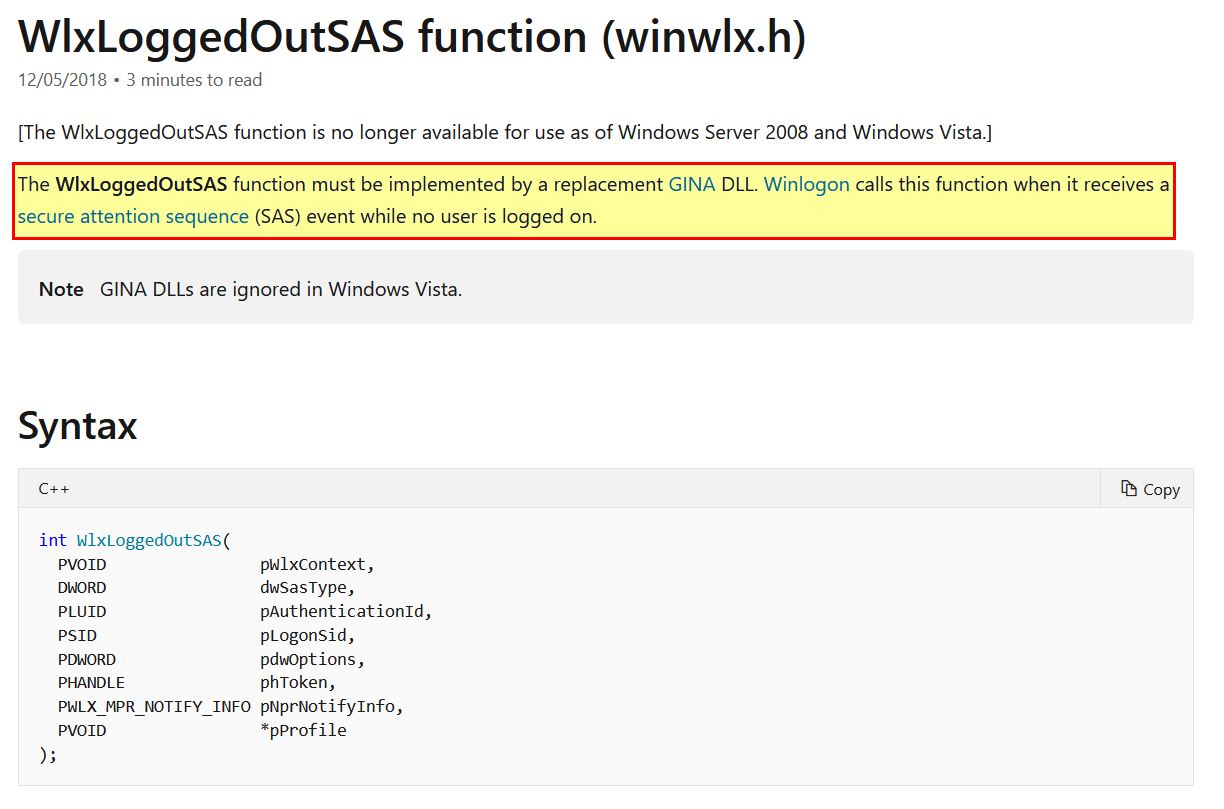 WlxLoggedOutSAS function (winwlx.h)
12/05/2018 • 3 minutes to read
[The WlxLoggedOutSAS function is no longer available for use as of Windows Server 2008 and Windows Vista.]
The WlxLoggedOutSAS function must be implemented by a replacement GINA DLL. Winlogon calls this function when it receives a
secure attention sequence (SAS) event while no user is logged on.
Note GINA DLLs are ignored in Windows Vista.
Syntax
C++ Copy
int WlxLoggedOutSAS(
  PVOID                pWlxContext,
  DWORD                dwSasType,
  PLUID                pAuthenticationId,
  PSID                 pLogonSid,
  PDWORD               pdwOptions,
  PHANDLE              phToken,
  PWLX_MPR_NOTIFY_INFO pNprNotifyInfo,
  PVOID                *pProfile
);